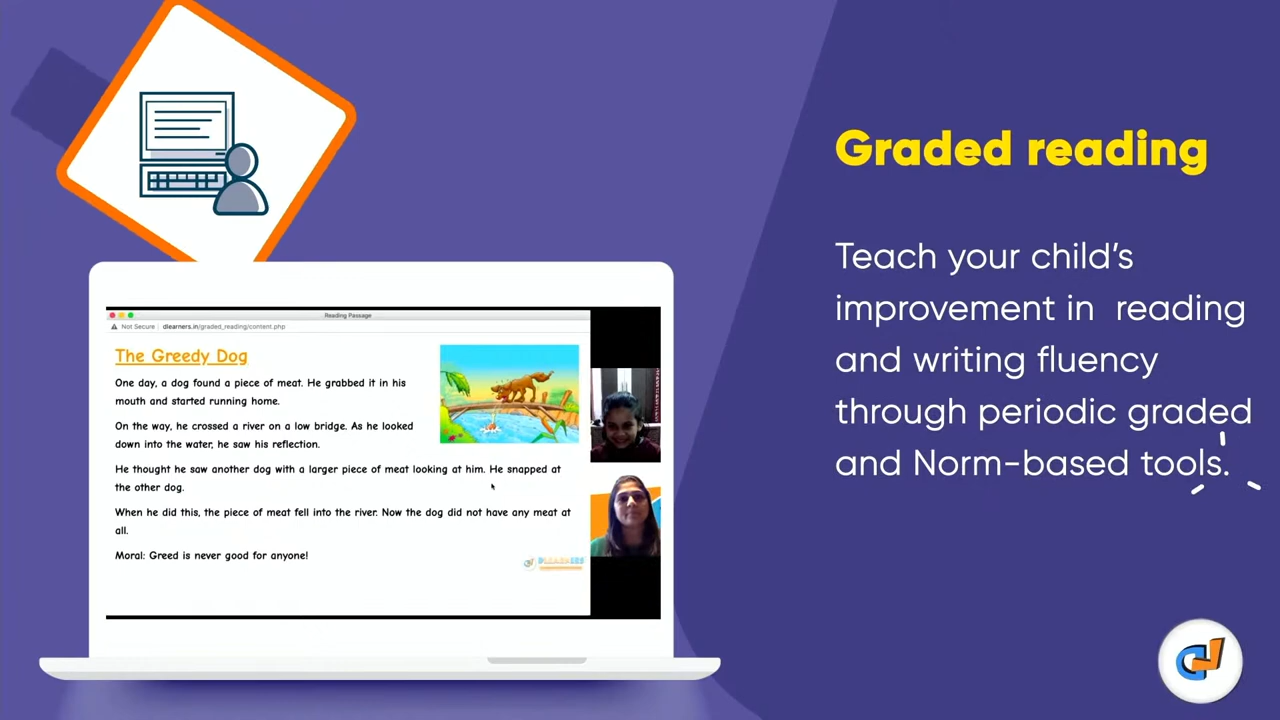 Graded reading
Teach your child's
improvement in  reading
and writing fluency
through periodic graded
and Norm-based tools.
Reading Passage
Not Secure | dlearners.in/graded_reading/content.php
The Greedy Dog
One day, a dog found a piece of meat. He grabbed it in his
mouth and started running home.
On the way, he crossed a river on a low bridge. As he looked
down into the water, he saw his reflection.
He thought he saw another dog with a larger piece of meat looking at him. He snapped at
the other dog.
When he did this, the piece of meat fell into the river. Now the dog did not have any meat at
all.
Moral: Greed is never good for anyone!
DLEARNERS